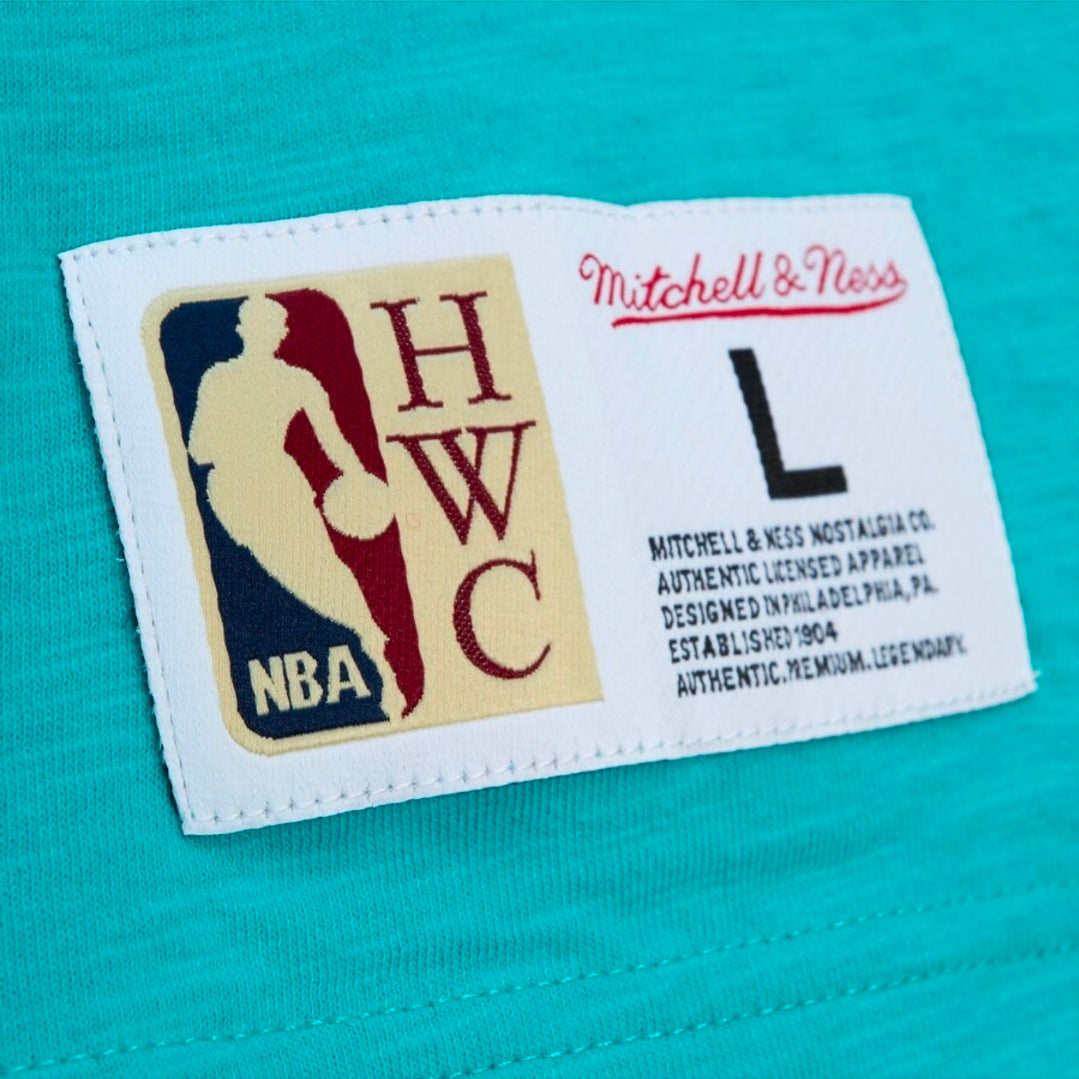 NBA
H
W
C
Mitchell & Ness
L
MITCHELL & NESS NOSTALGIA CO.
AUTHENTIC LICENSED APPAREL
DESIGNED IN PHILADELPHIA, PA.
ESTABLISHED 1904
AUTHENTIC. PREMIUM. LEGENDARY.